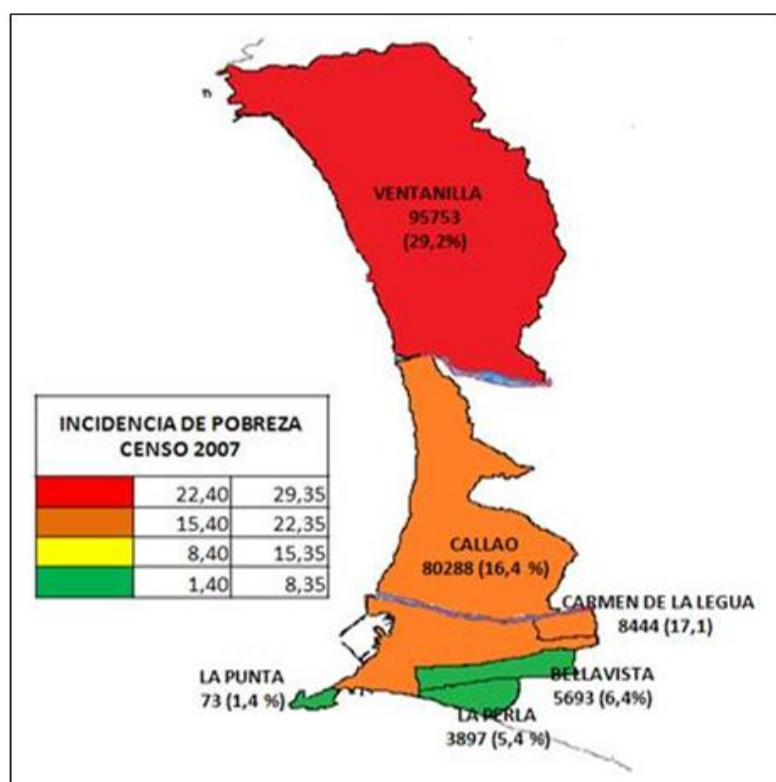 VENTANILLA
95753
(29,2%)
INCIDENCIA DE POBREZA
CENSO 2007
22,40 29,35
15,40 22,35
8,40 15,35
1,40 8,35
CALLAO
80288 (16,4 %)
CARMEN DE LA LEGUA
8444 (17,1)
LA PUNTA
73 (1,4 %)
BELLAVISTA
5693 (6,4%)
LA PERLA
3897 (5,4 %)